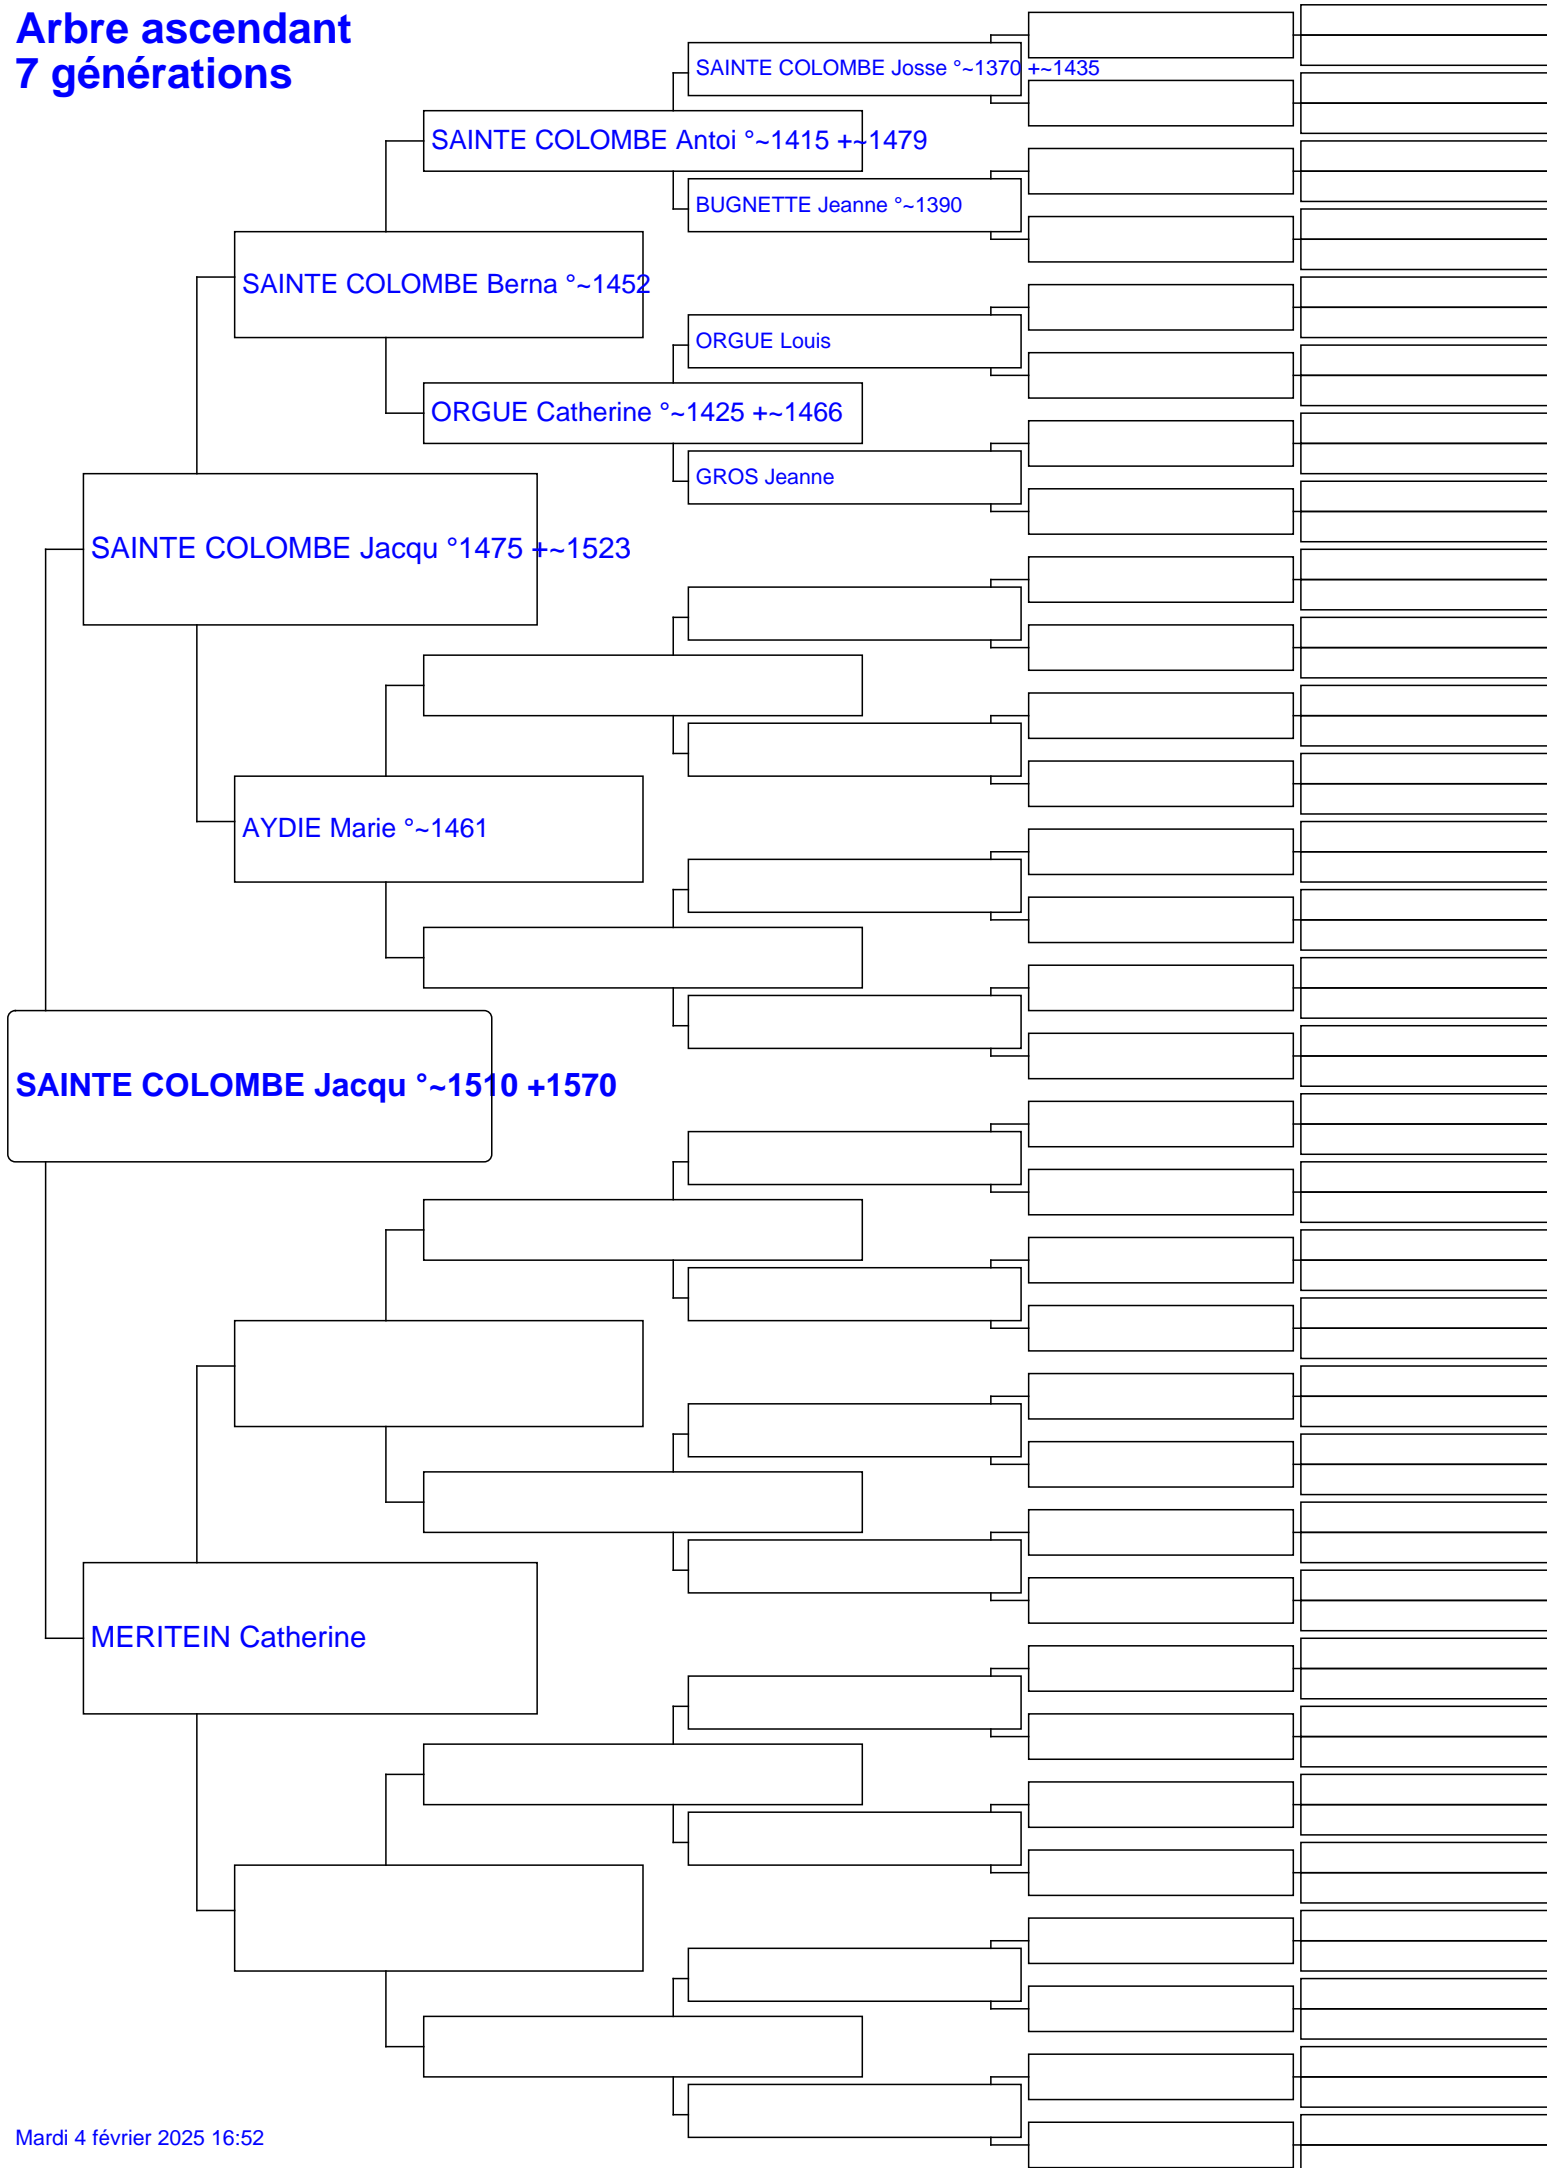 Arbre ascendant
7 générations
SAINTE COLOMBE Josse °~1370 +~1435
SAINTE COLOMBE Antoi °~1415 +~1479
BUGNETTE Jeanne °~1390
SAINTE COLOMBE Berna °~1452
ORGUE Louis
ORGUE Catherine °~1425 +~1466
GROS Jeanne
SAINTE COLOMBE Jacqu °1475 +~1523
AYDIE Marie °~1461
SAINTE COLOMBE Jacqu °~1510 +1570
MERITEIN Catherine
Mardi 4 février 2025 16:52